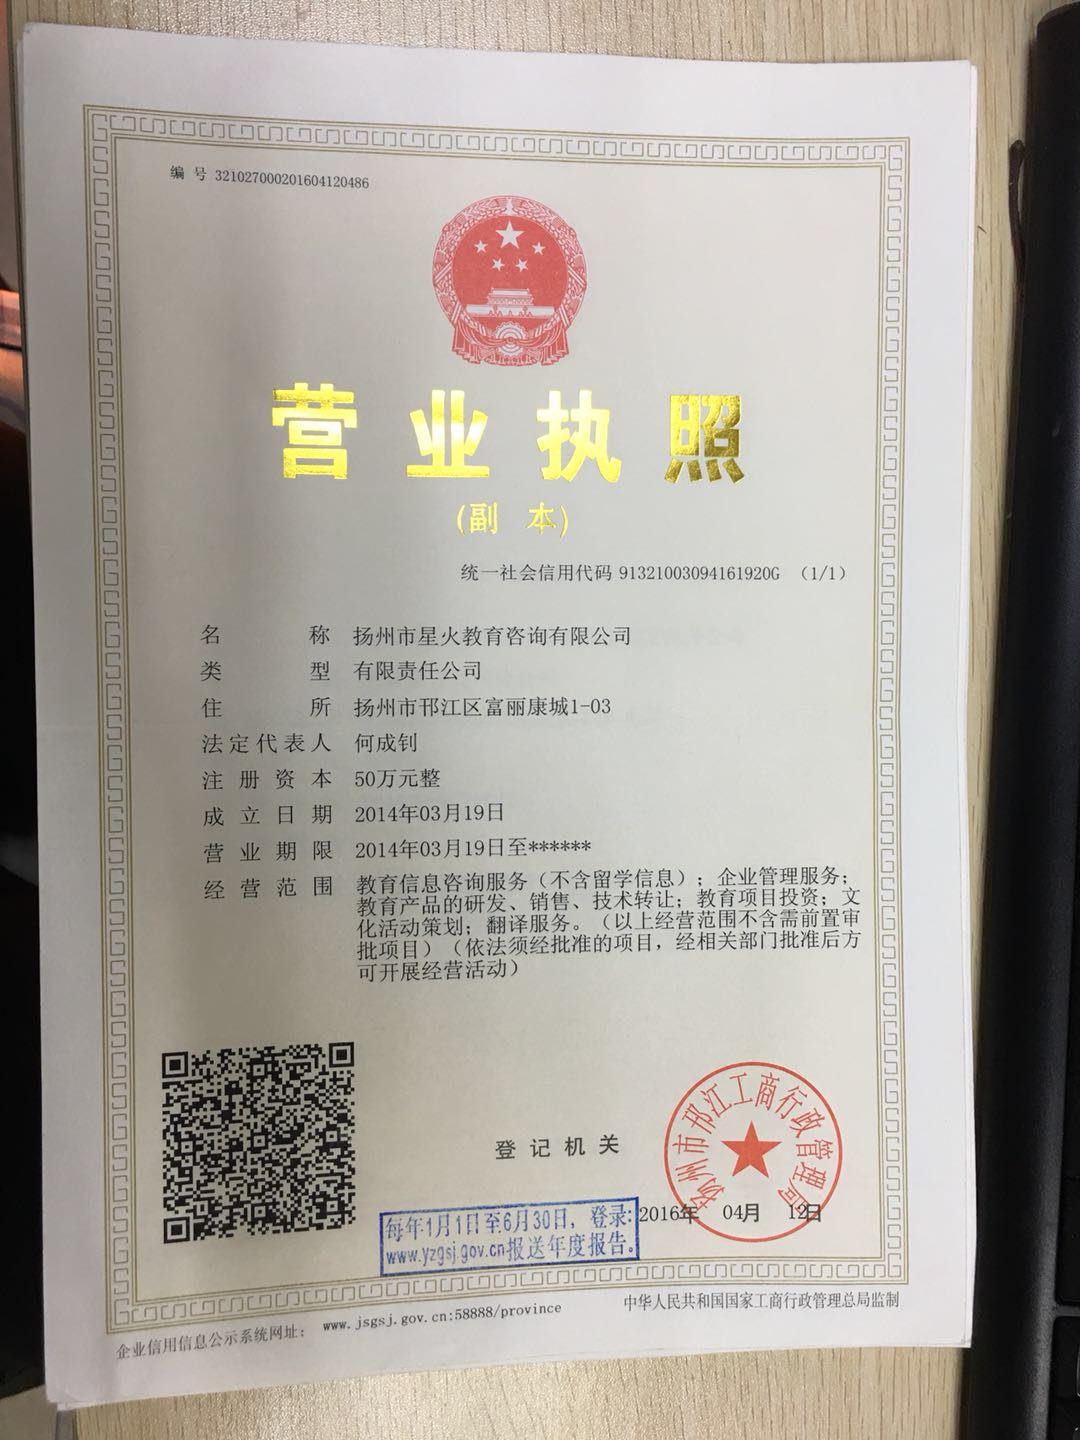 编 号 321027000201604120486
营业执照
(副 本)
统一社会信用代码 91321003094161920G （1/1）
名 称 扬州市星火教育咨询有限公司
类 型 有限责任公司
住 所 扬州市邗江区富丽康城1-03
法定代表人 何成钊
注 册 资 本 50万元整
成 立 日 期 2014年03月19日
营 业 期 限 2014年03月19日至******
经 营 范 围 教育信息咨询服务（不含留学信息）；企业管理服务；
教育产品的研发、销售、技术转让；教育项目投资；文
化活动策划；翻译服务。（以上经营范围不含需前置审
批项目）（依法须经批准的项目，经相关部门批准后方
可开展经营活动）
登 记 机 关
扬州市邗江工商行政管理局
2016年 04月 12日
每年1月1日至6月30日，登录:
www.yzgsj.gov.cn报送年度报告。
企业信用信息公示系统网址： www.jsgsj.gov.cn:58888/province
中华人民共和国国家工商行政管理总局监制